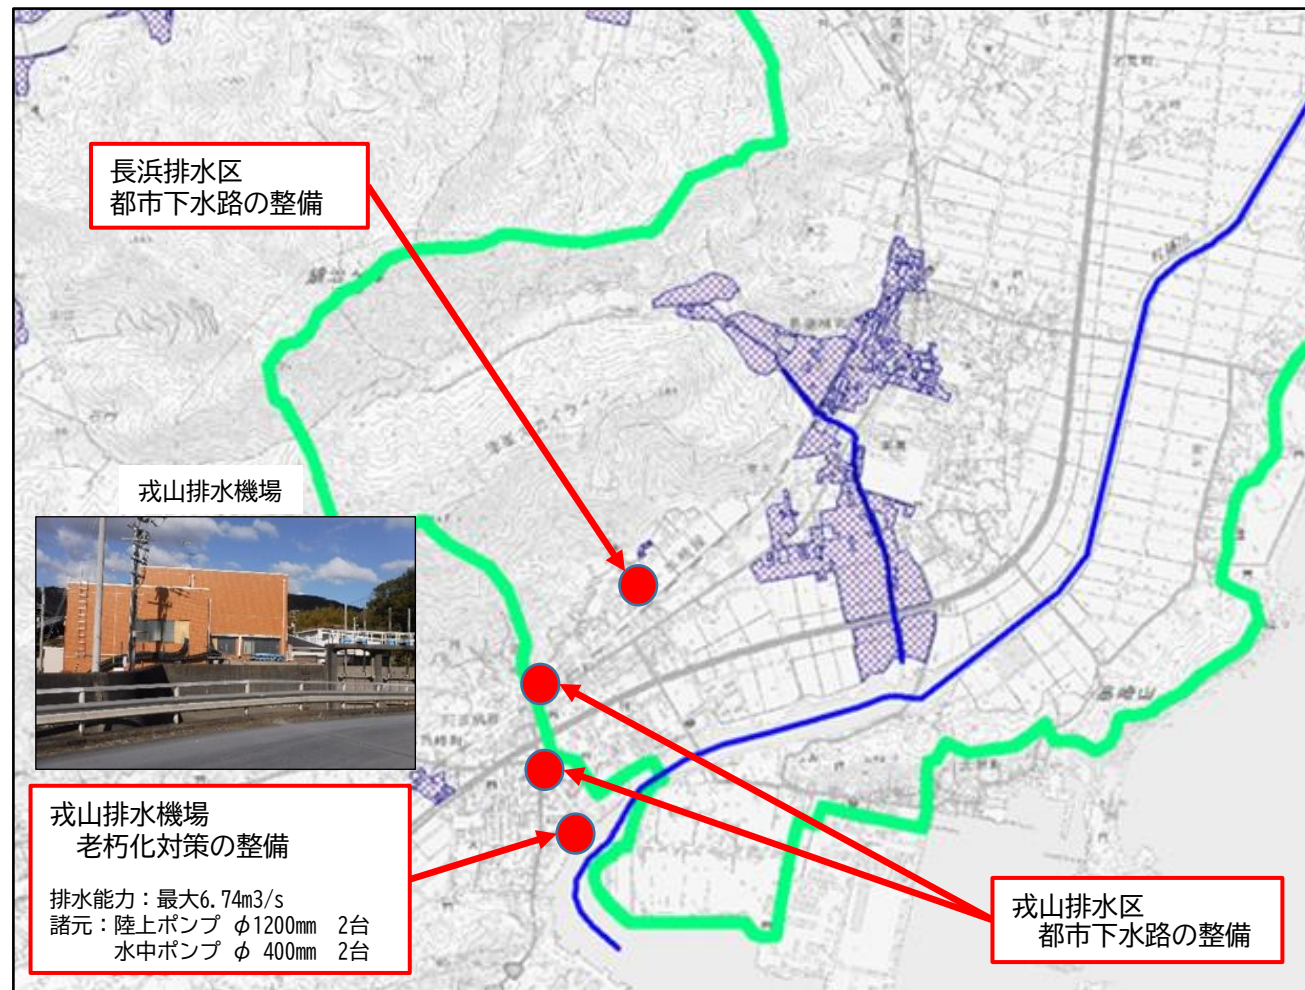 長浜排水区
都市下水路の整備
戎山排水機場
戎山排水機場
老朽化対策の整備
排水能力：最大6.74m3/s
諸元：陸上ポンプ φ1200㎜ 2台
水中ポンプ φ 400㎜ 2台
戎山排水区
都市下水路の整備